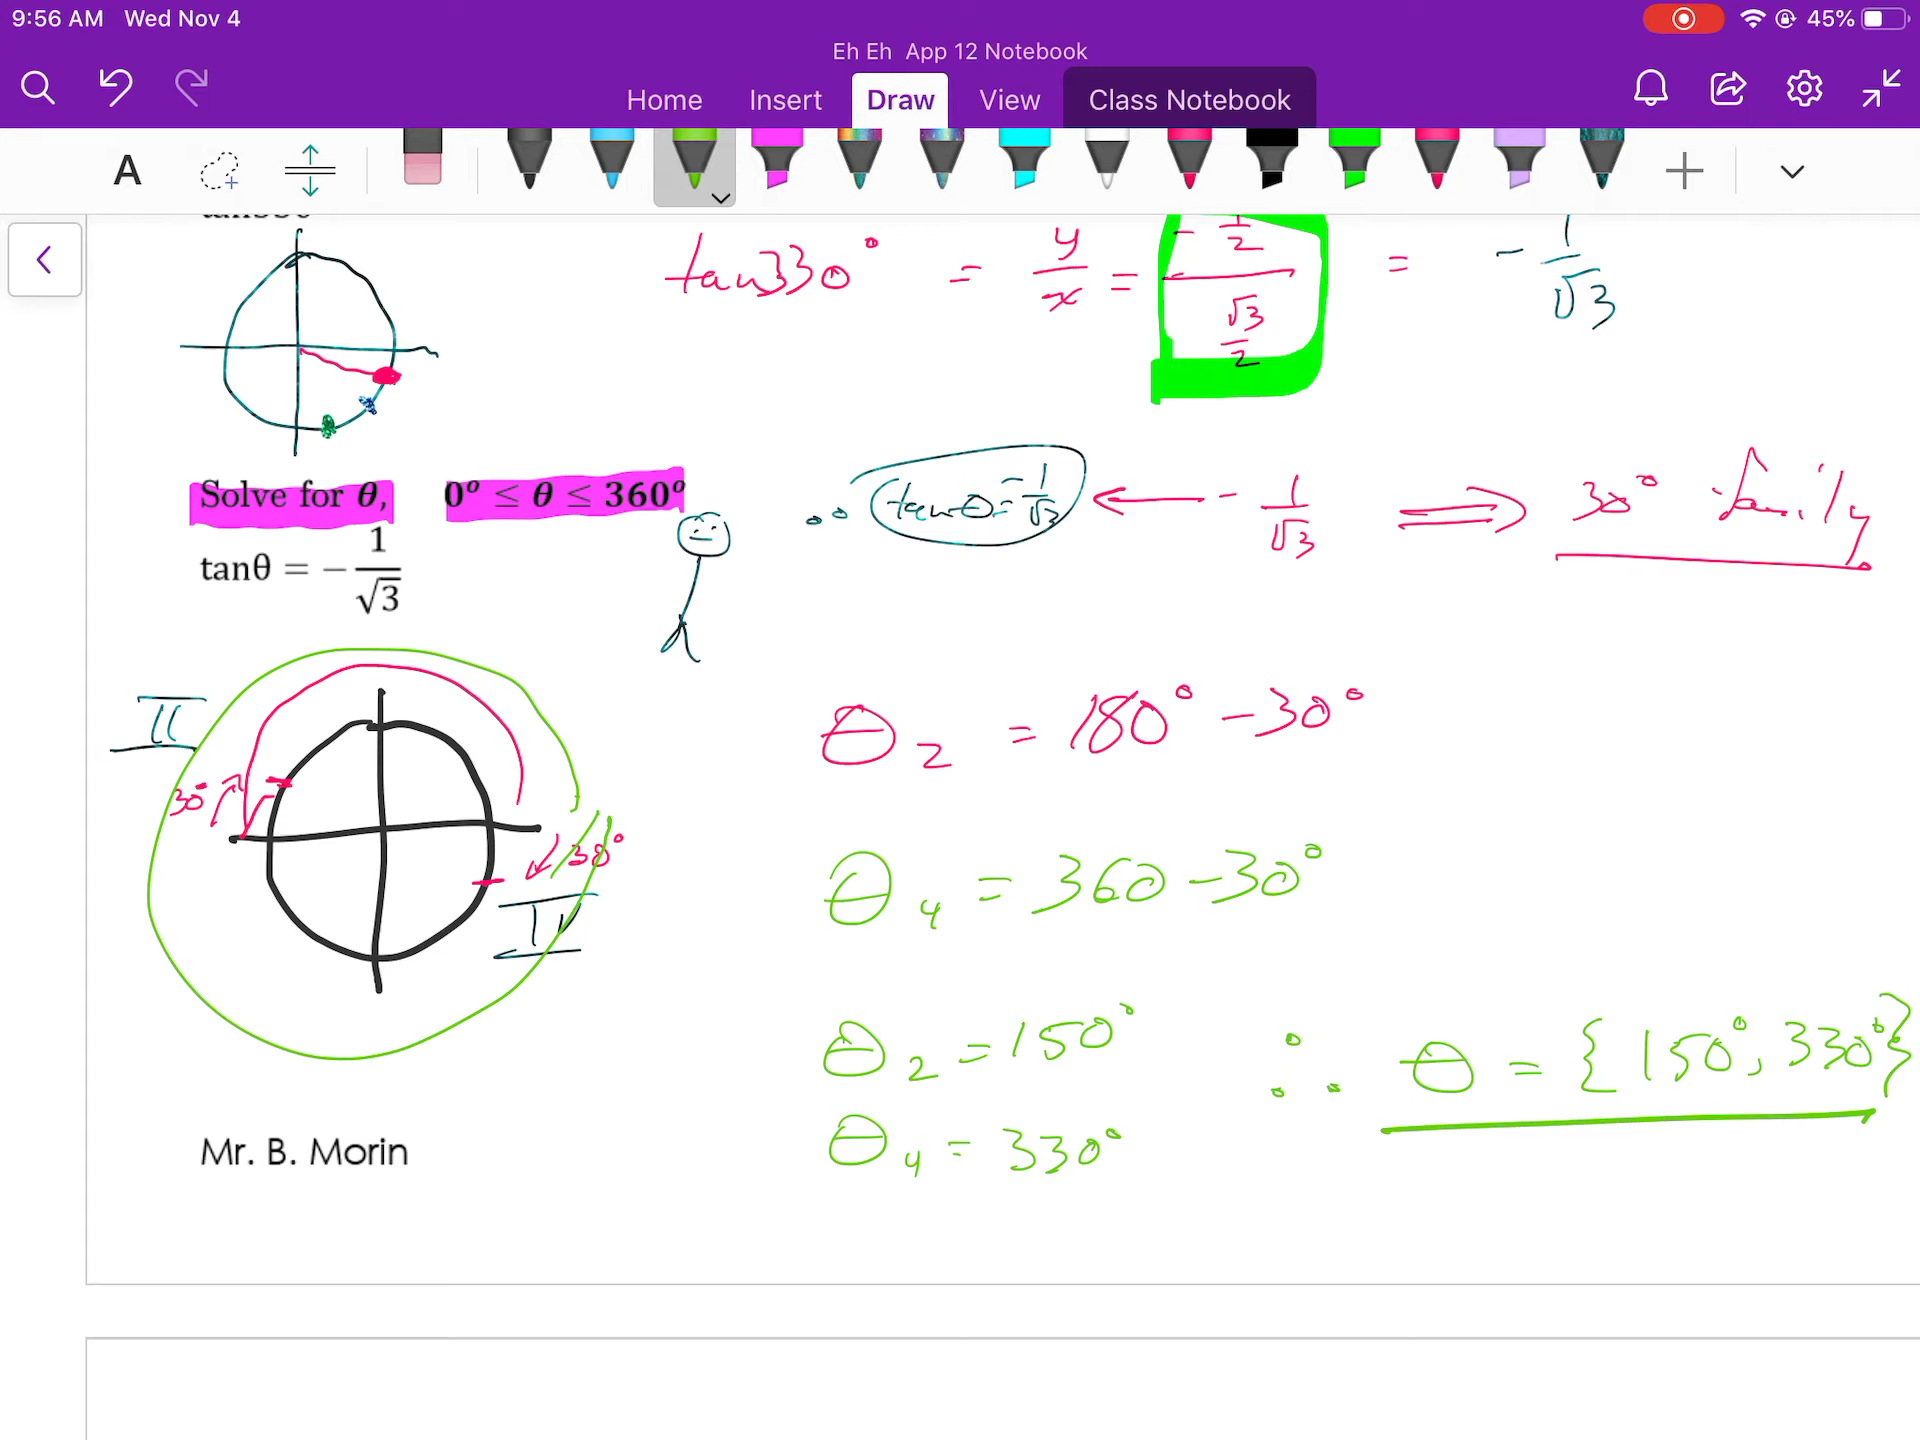 9:56 AM Wed Nov 4
45%
Eh Eh App 12 Notebook
Home Insert Draw View Class Notebook
A
tan330° = y/x = (-1/2)/(√3/2) = -1/√3
Solve for θ, 0° ≤ θ ≤ 360°
tanθ = -1/√3
tanθ = -1/√3 ← -1/√3 ⇒ 30° family
II
30°
30°
IV
θ₂ = 180° - 30°
θ₄ = 360 - 30°
θ₂ = 150°
θ₄ = 330°
∴ θ = {150°, 330°}
Mr. B. Morin